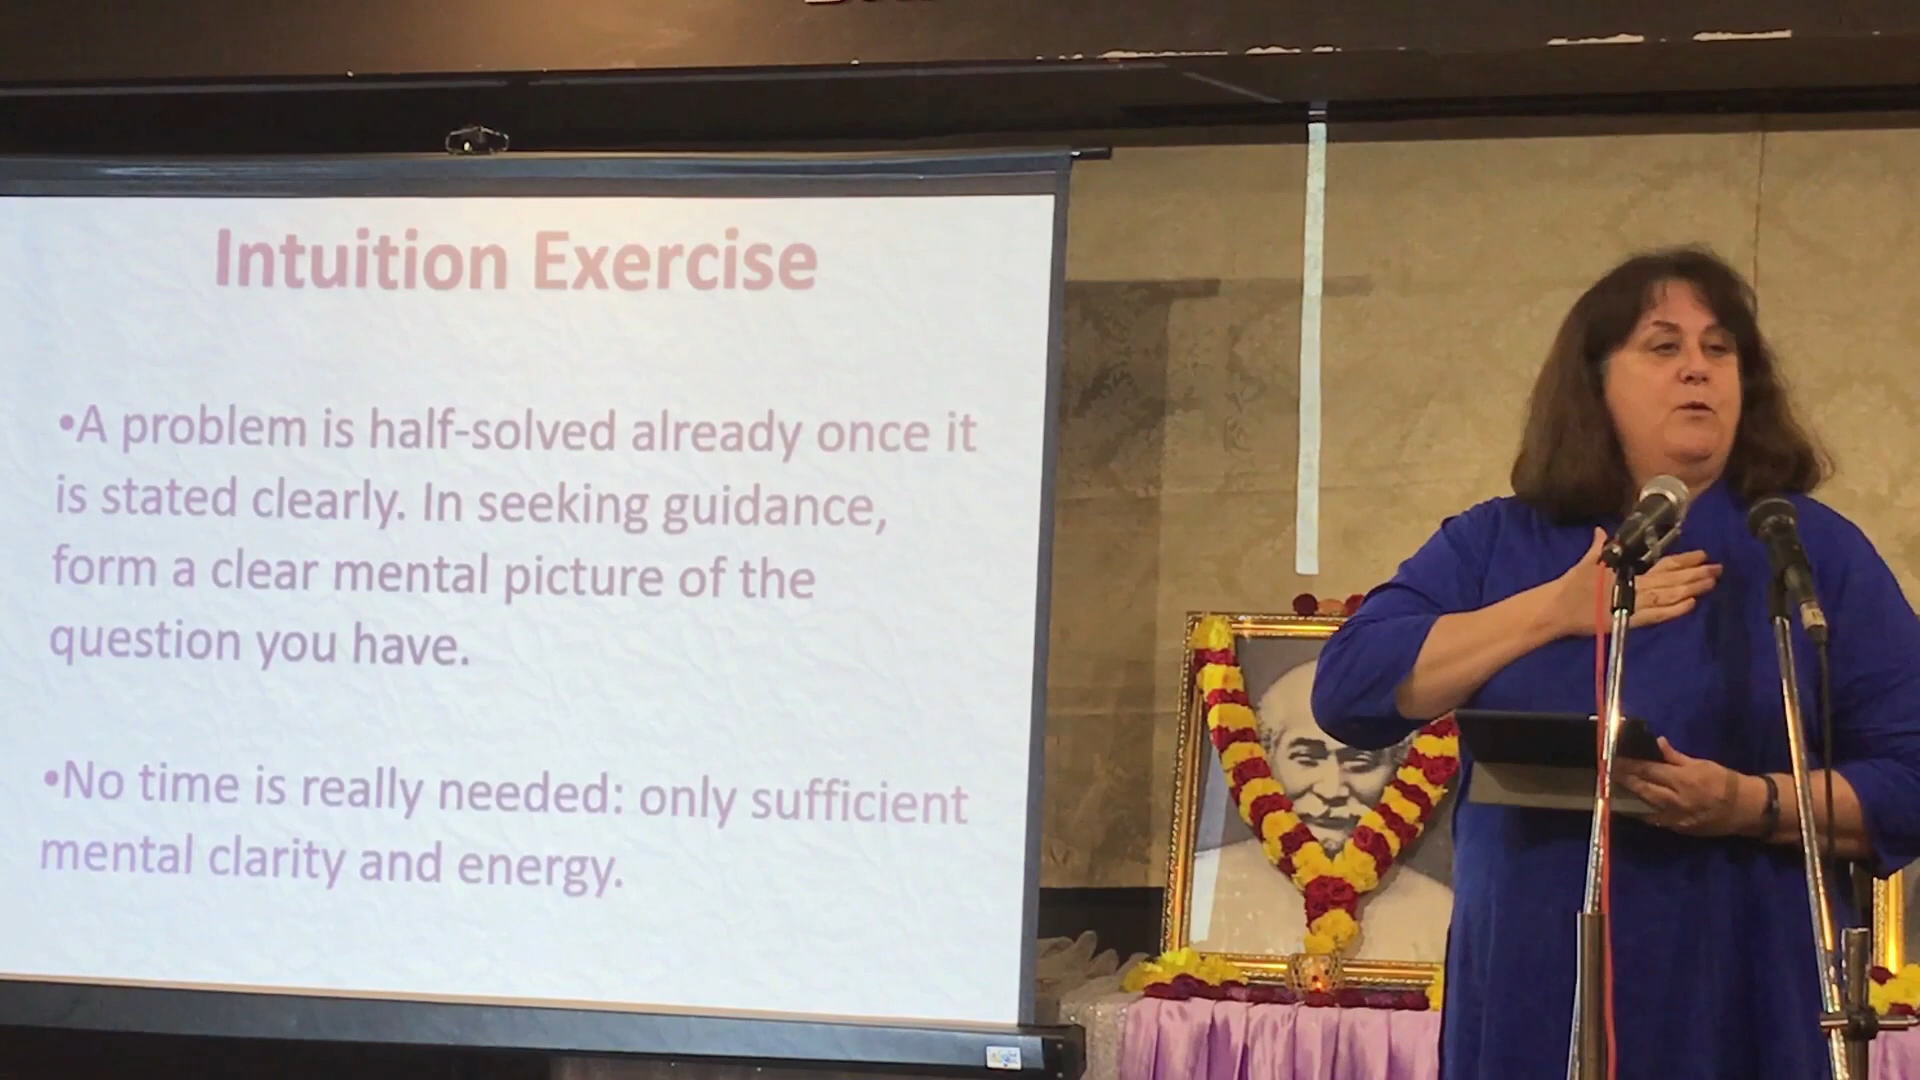 Intuition Exercise
•A problem is half-solved already once it
is stated clearly. In seeking guidance,
form a clear mental picture of the
question you have.
•No time is really needed: only sufficient
mental clarity and energy.